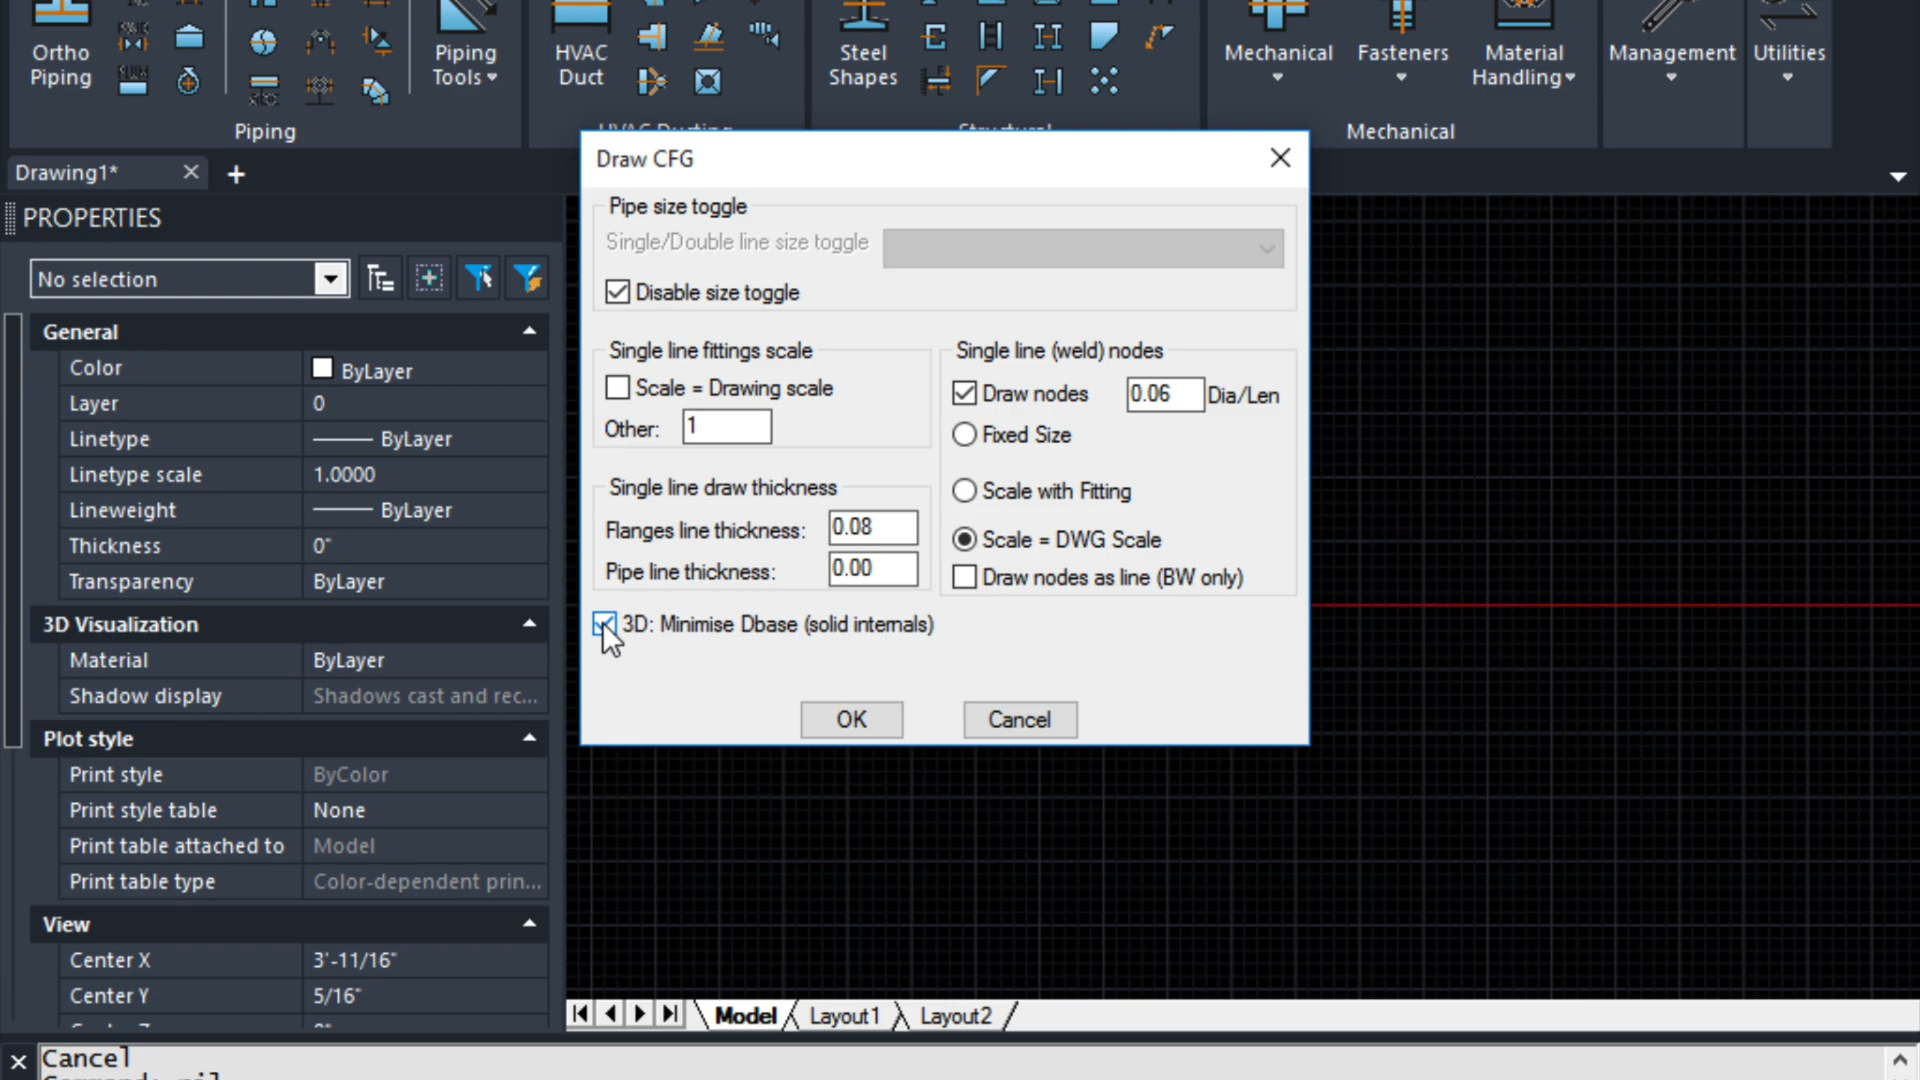 Ortho
Piping
Piping
Tools
HVAC
Duct
Steel
Shapes
Mechanical
Fasteners
Material
Handling
Management
Utilities
Piping
HVAC Ducting
Structural
Mechanical
Drawing1*
PROPERTIES
No selection
General
Color ByLayer
Layer 0
Linetype ByLayer
Linetype scale 1.0000
Lineweight ByLayer
Thickness 0"
Transparency ByLayer
3D Visualization
Material ByLayer
Shadow display Shadows cast and rec...
Plot style
Print style ByColor
Print style table None
Print table attached to Model
Print table type Color-dependent prin...
View
Center X 3'-11/16"
Center Y 5/16"
Draw CFG
Pipe size toggle
Single/Double line size toggle
Disable size toggle
Single line fittings scale
Scale = Drawing scale
Other: 1
Single line draw thickness
Flanges line thickness: 0.08
Pipe line thickness: 0.00
Single line (weld) nodes
Draw nodes 0.06 Dia/Len
Fixed Size
Scale with Fitting
Scale = DWG Scale
Draw nodes as line (BW only)
3D: Minimise Dbase (solid internals)
OK Cancel
Model Layout1 Layout2
Cancel